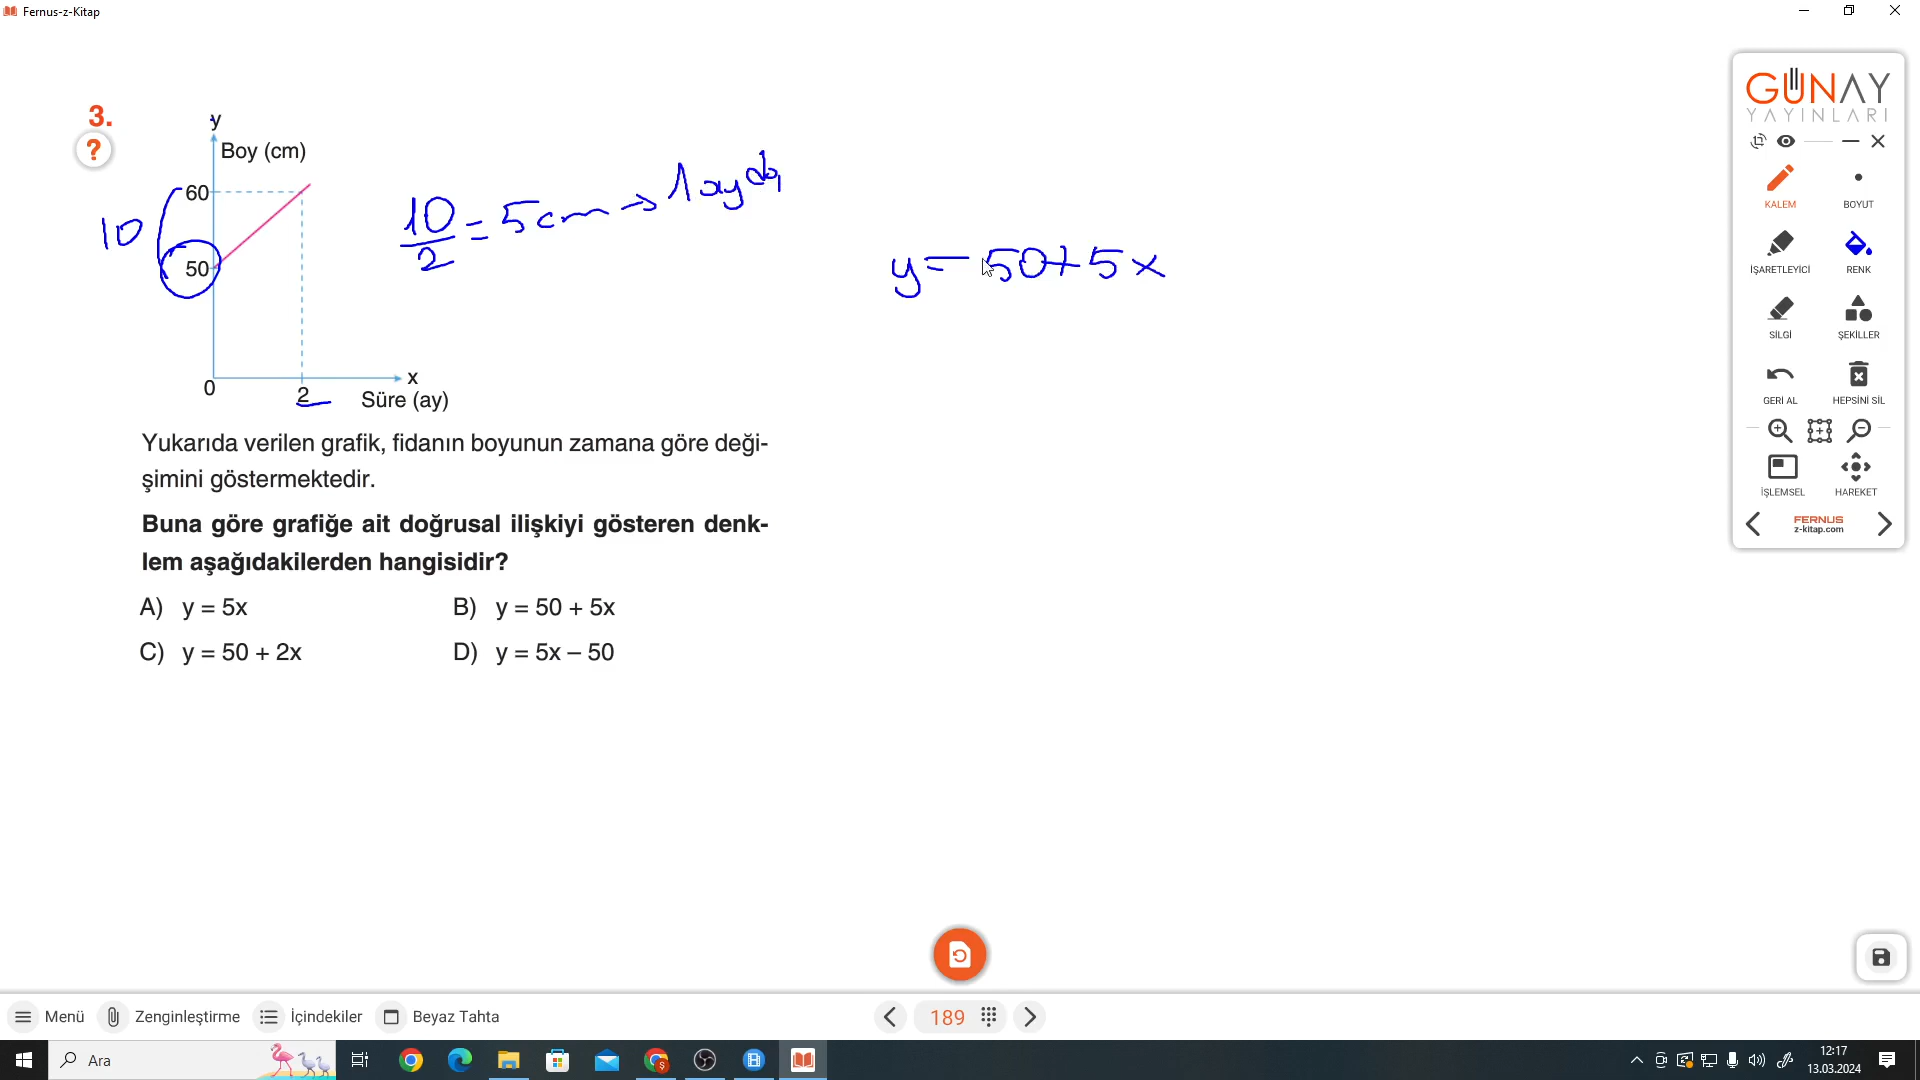 Fernus-z-Kitap
3.
?
y
Boy (cm)
60
50
0
2
x
Süre (ay)
10
10/2 = 5 cm → 1 ayda
y = 50 + 5x
Yukarıda verilen grafik, fidanın boyunun zamana göre deği-
şimini göstermektedir.
Buna göre grafiğe ait doğrusal ilişkiyi gösteren denk-
lem aşağıdakilerden hangisidir?
A) y = 5x
B) y = 50 + 5x
C) y = 50 + 2x
D) y = 5x – 50
GÜNAY
YAYINLARI
KALEM
BOYUT
İŞARETLEYİCİ
RENK
SİLGİ
ŞEKİLLER
GERİ AL
HEPSİNİ SİL
İŞLEMSEL
HAREKET
FERNUS
z-kitap.com
Menü
Zenginleştirme
İçindekiler
Beyaz Tahta
189
Ara
12:17
13.03.2024